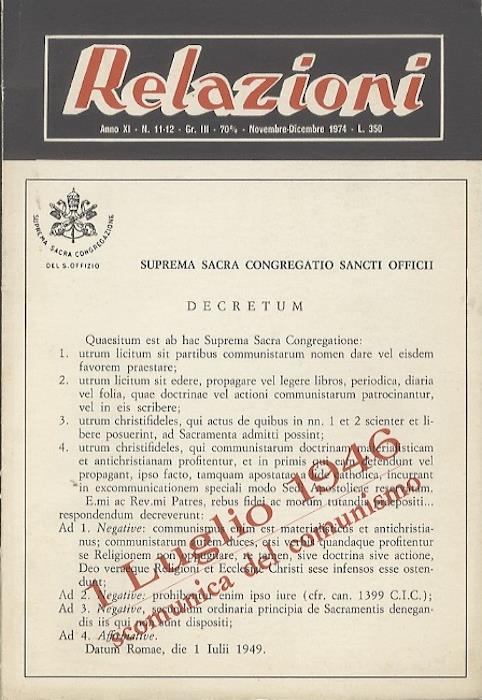 Relazioni
Anno XI - N. 11-12 - Gr. III - 70% - Novembre-Dicembre 1974 - L. 350
SUPREMA SACRA CONGREGAZIONE
DEL S. OFFIZIO
SUPREMA SACRA CONGREGATIO SANCTI OFFICII
DECRETUM
Quaesitum est ab hac Suprema Sacra Congregatione:
1. utrum licitum sit partibus communistarum nomen dare vel eisdem
favorem praestare;
2. utrum licitum sit edere, propagare vel legere libros, periodica, diaria
vel folia, quae doctrinae vel actioni communistarum patrocinantur,
vel in eis scribere;
3. utrum christifideles, qui actus de quibus in nn. 1 et 2 scienter et li-
bere posuerint, ad Sacramenta admitti possint;
4. utrum christifideles, qui communistarum doctrinam materialisticam
et antichristianam profitentur, et in primis qui eam defendunt vel
propagant, ipso facto, tamquam apostatae a fide catholica, incurrant
in excommunicationem speciali modo Sedi Apostolicae reservatam.
E.mi ac Rev.mi Patres, rebus fidei ac morum tutandis praepositi...
respondendum decreverunt:
Ad 1. Negative: communismus enim est materialisticus et antichristia-
nus; communistarum autem duces, etsi verbis quandoque profitentur
se Religionem non oppugnare, re tamen, sive doctrina sive actione,
Deo veraeque Religioni et Ecclesiae Christi sese infensos esse osten-
dunt;
Ad 2. Negative: prohibentur enim ipso iure (cfr. can. 1399 C.I.C.);
Ad 3. Negative, secundum ordinaria principia de Sacramentis denegan-
dis iis qui non sunt dispositi;
Ad 4. Affirmative.
Datum Romae, die 1 Iulii 1949.
1 Luglio 1946
scomunica del comunismo